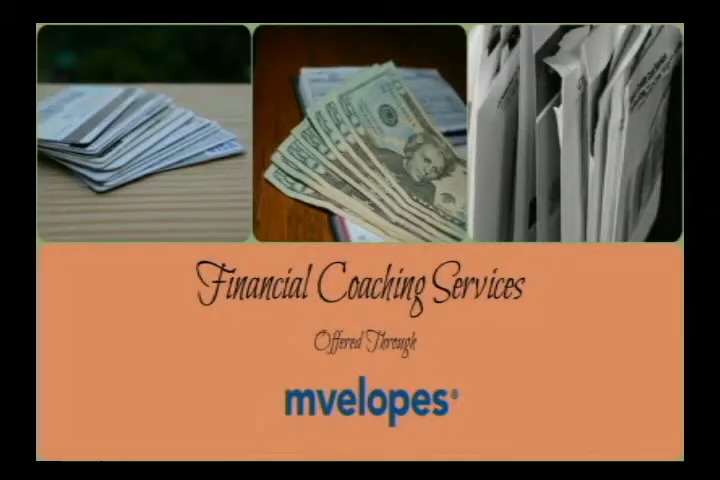 Financial Coaching Services
Offered Through
mvelopes®